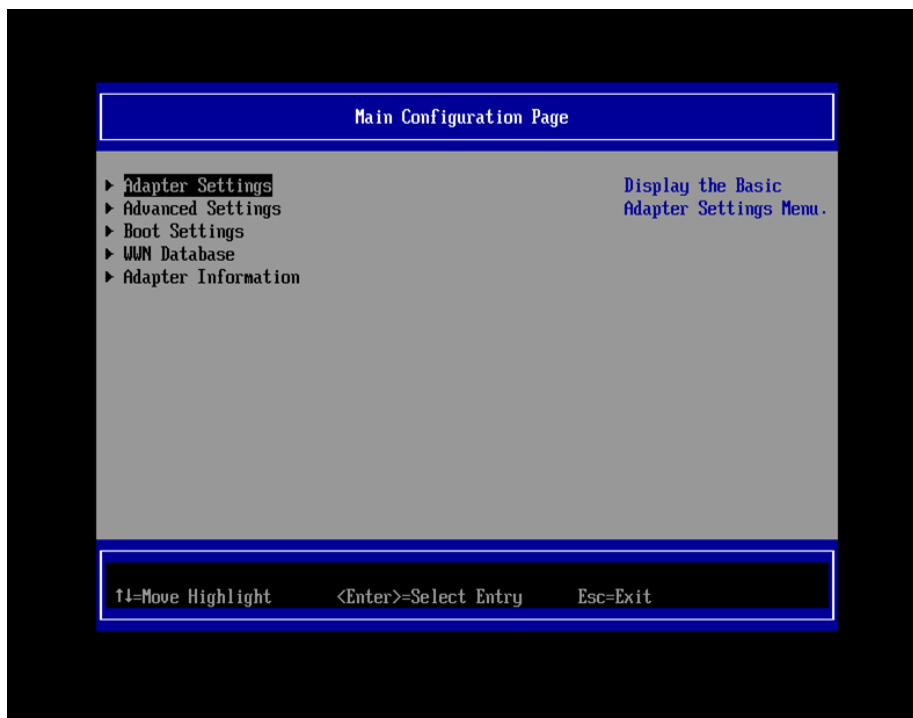 Main Configuration Page
▶ Adapter Settings
▶ Advanced Settings
▶ Boot Settings
▶ WWN Database
▶ Adapter Information
Display the Basic
Adapter Settings Menu.
↑↓=Move Highlight <Enter>=Select Entry Esc=Exit